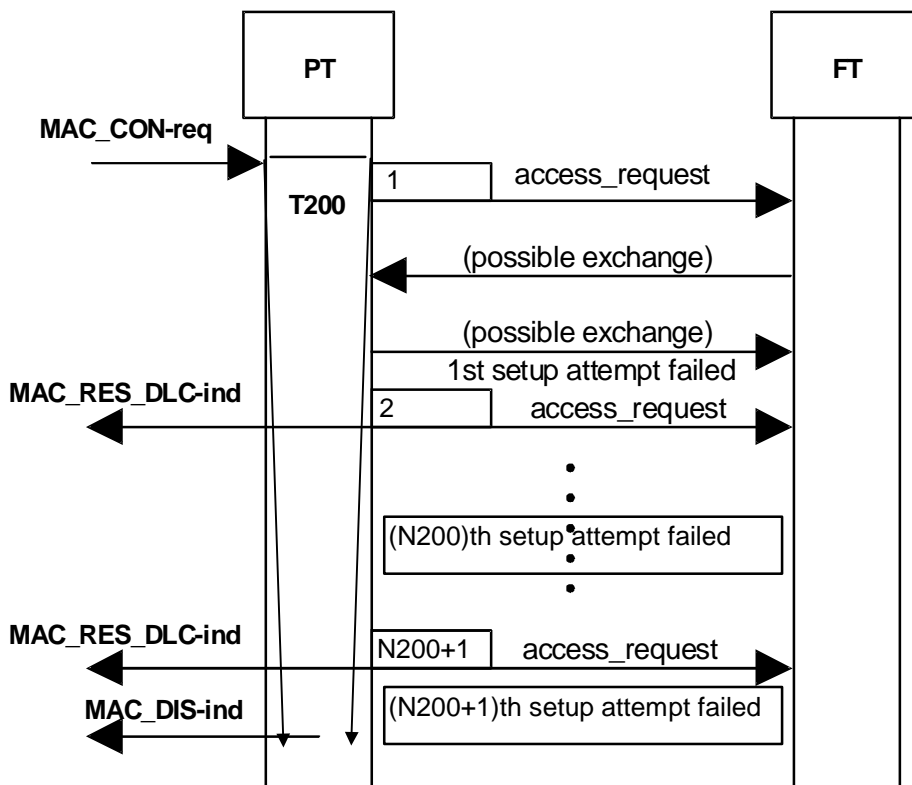 PT
FT
MAC_CON-req
1
access_request
T200
(possible exchange)
(possible exchange)
1st setup attempt failed
MAC_RES_DLC-ind
2
access_request
(N200)th setup attempt failed
MAC_RES_DLC-ind
N200+1
access_request
MAC_DIS-ind
(N200+1)th setup attempt failed